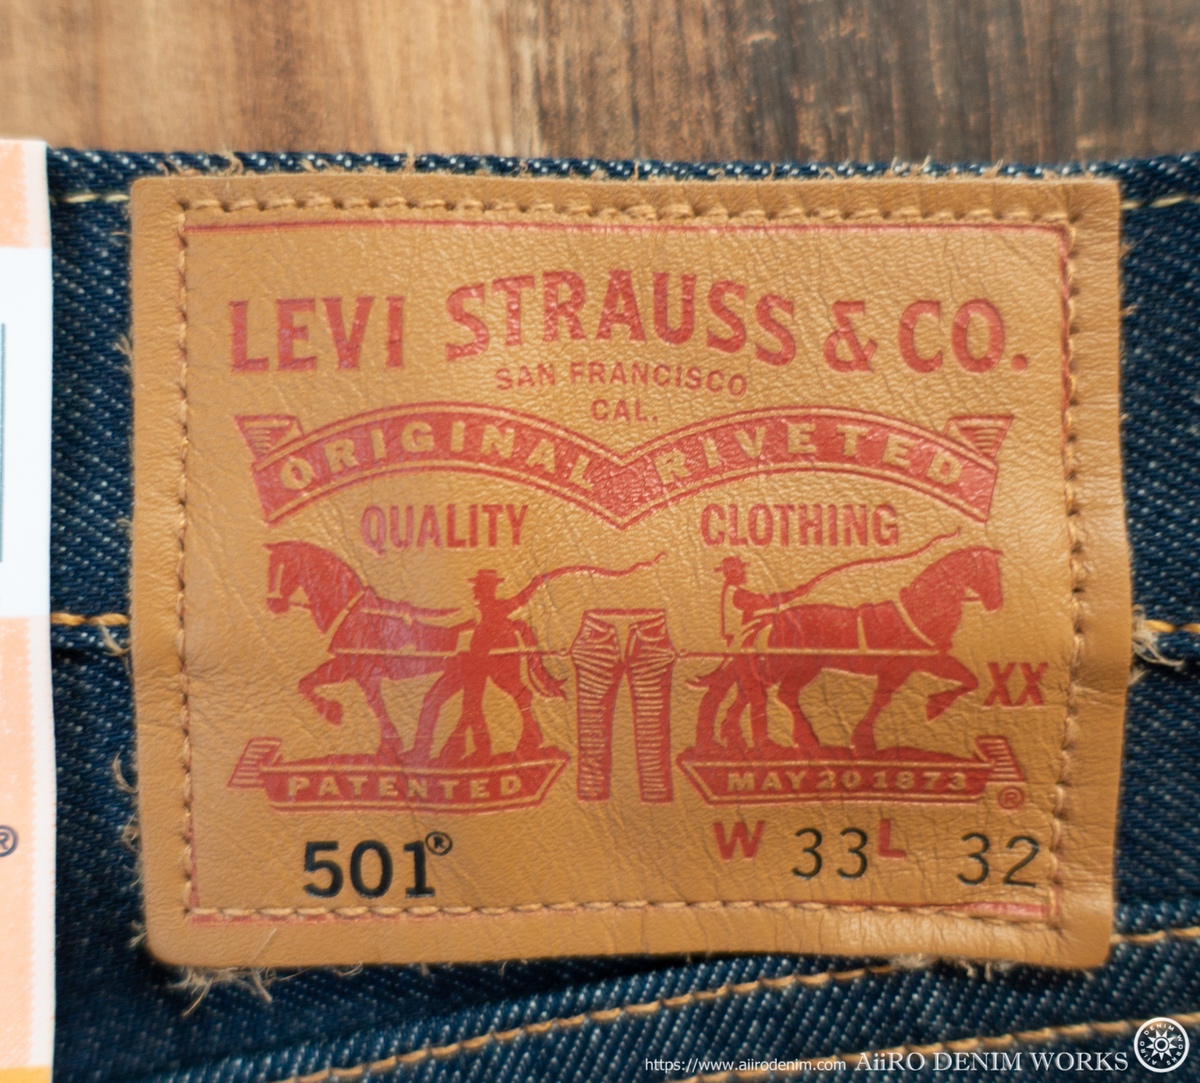 LEVI STRAUSS & CO.
SAN FRANCISCO
CAL.
ORIGINAL RIVETED
QUALITY CLOTHING
XX
PATENTED MAY 20 1873 ®
501® W 33 L 32
®
https://www.aiirodenim.com AiiRO DENIM WORKS